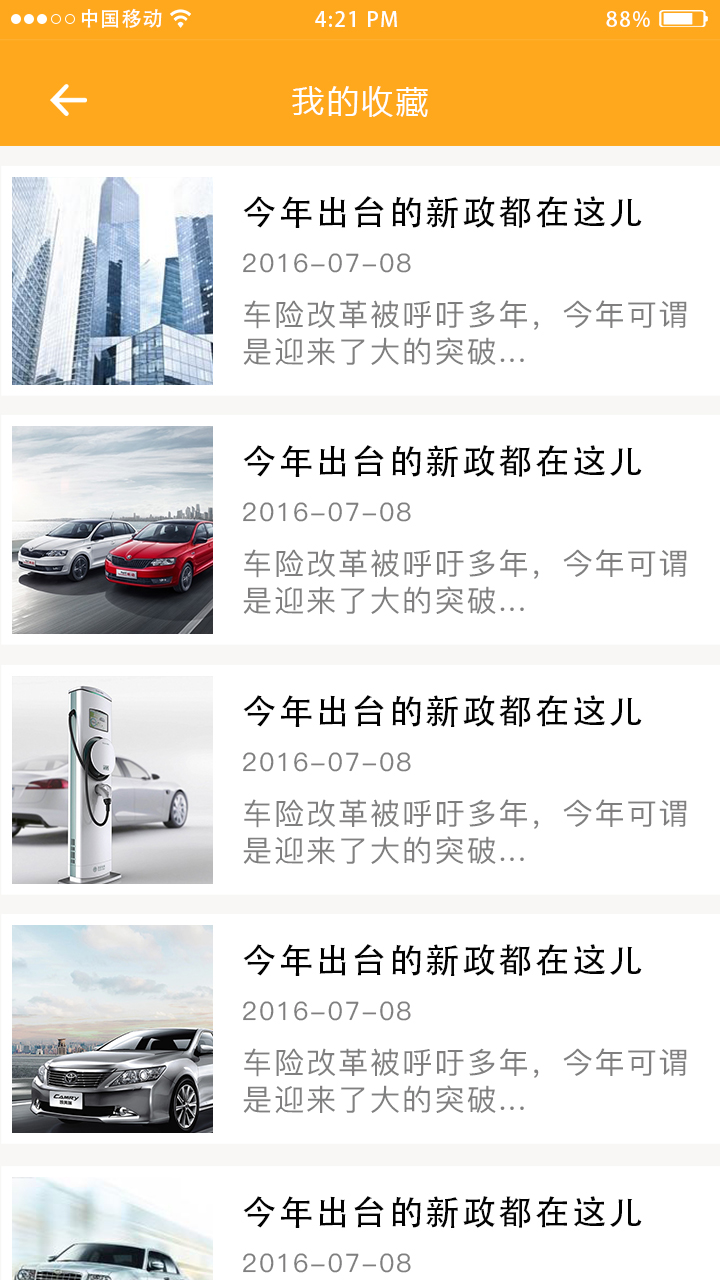 中国移动 4:21 PM 88%
我的收藏
今年出台的新政都在这儿
2016-07-08
车险改革被呼吁多年，今年可谓
是迎来了大的突破...
今年出台的新政都在这儿
2016-07-08
车险改革被呼吁多年，今年可谓
是迎来了大的突破...
今年出台的新政都在这儿
2016-07-08
车险改革被呼吁多年，今年可谓
是迎来了大的突破...
今年出台的新政都在这儿
2016-07-08
车险改革被呼吁多年，今年可谓
是迎来了大的突破...
CAMRY
今年出台的新政都在这儿
2016-07-08